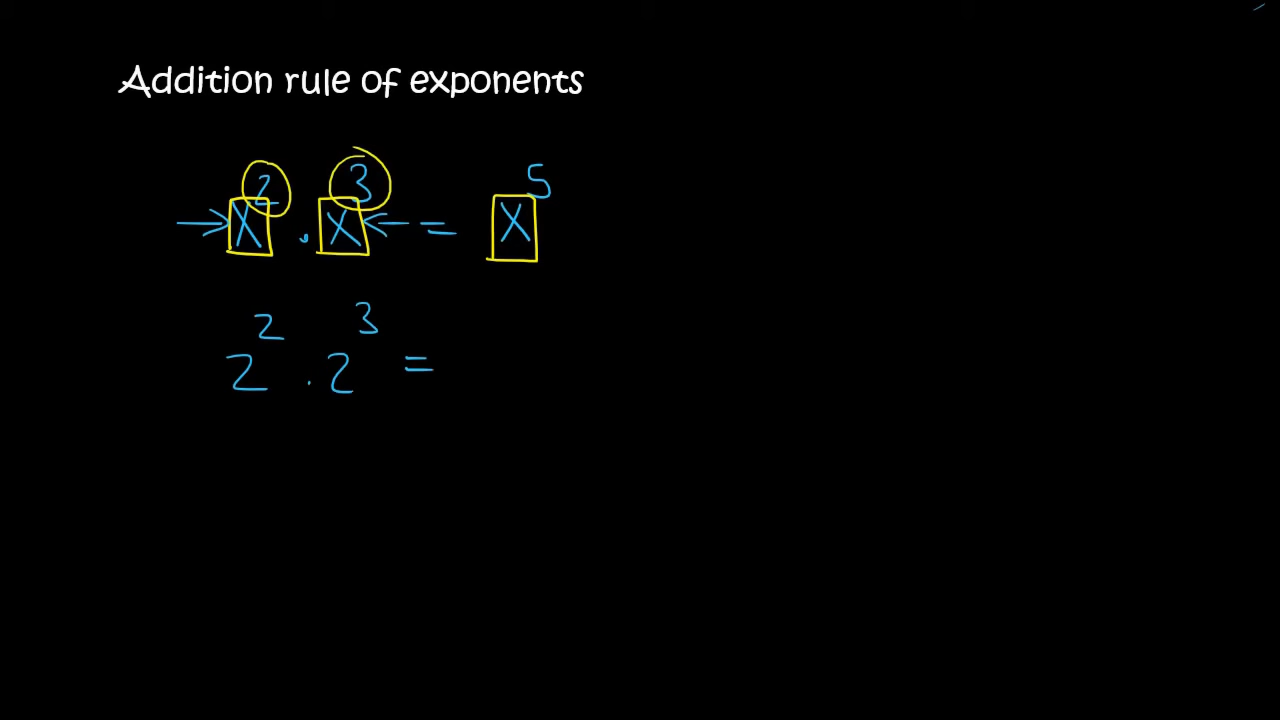 Addition rule of exponents
x² · x³ = x⁵
2² · 2³ =